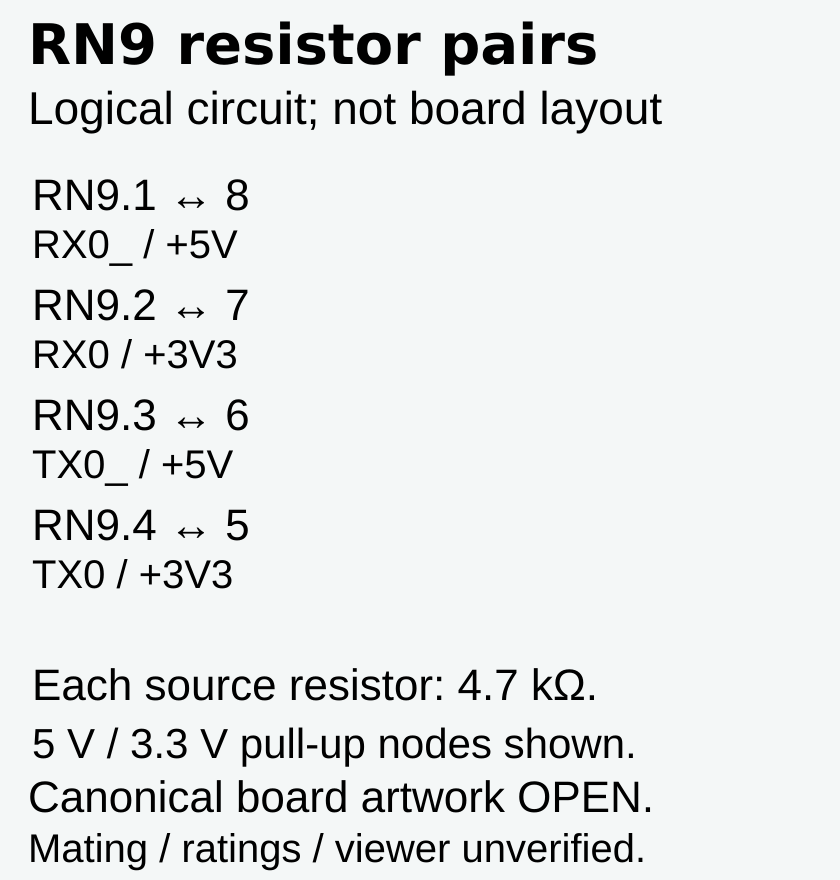 RN9 resistor pairs
Logical circuit; not board layout
RN9.1 ↔ 8
RX0_ / +5V
RN9.2 ↔ 7
RX0 / +3V3
RN9.3 ↔ 6
TX0_ / +5V
RN9.4 ↔ 5
TX0 / +3V3
Each source resistor: 4.7 kΩ.
5 V / 3.3 V pull-up nodes shown.
Canonical board artwork OPEN.
Mating / ratings / viewer unverified.